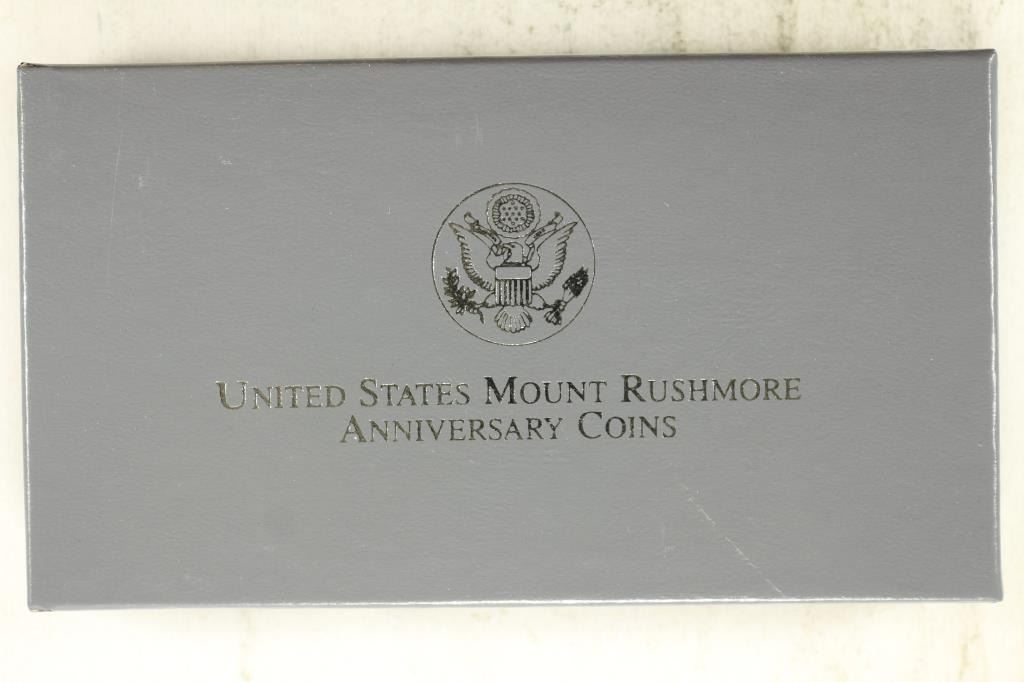 United States Mount Rushmore
Anniversary Coins